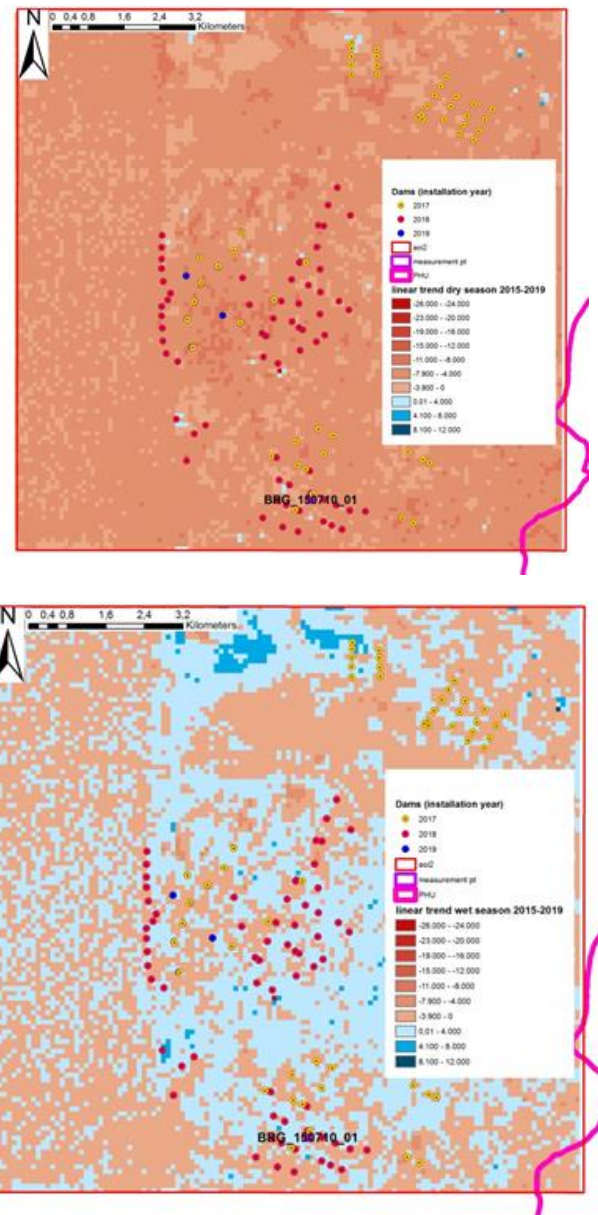 N
0 0,4 0,8 1,6 2,4 3,2
Kilometers
Dams (installation year)
2017
2018
2019
aoi2
measurement pt
PHU
linear trend dry season 2015-2019
-26.000 - -24.000
-23.000 - -20.000
-19.000 - -16.000
-15.000 - -12.000
-11.000 - -8.000
-7.900 - -4.000
-3.900 - 0
0,01 - 4.000
4.100 - 8.000
8.100 - 12.000
BRG_150710_01
N
0 0,4 0,8 1,6 2,4 3,2
Kilometers
Dams (installation year)
2017
2018
2019
aoi2
measurement pt
PHU
linear trend wet season 2015-2019
-26.000 - -24.000
-23.000 - -20.000
-19.000 - -16.000
-15.000 - -12.000
-11.000 - -8.000
-7.900 - -4.000
-3.900 - 0
0,01 - 4.000
4.100 - 8.000
8.100 - 12.000
BRG_150710_01